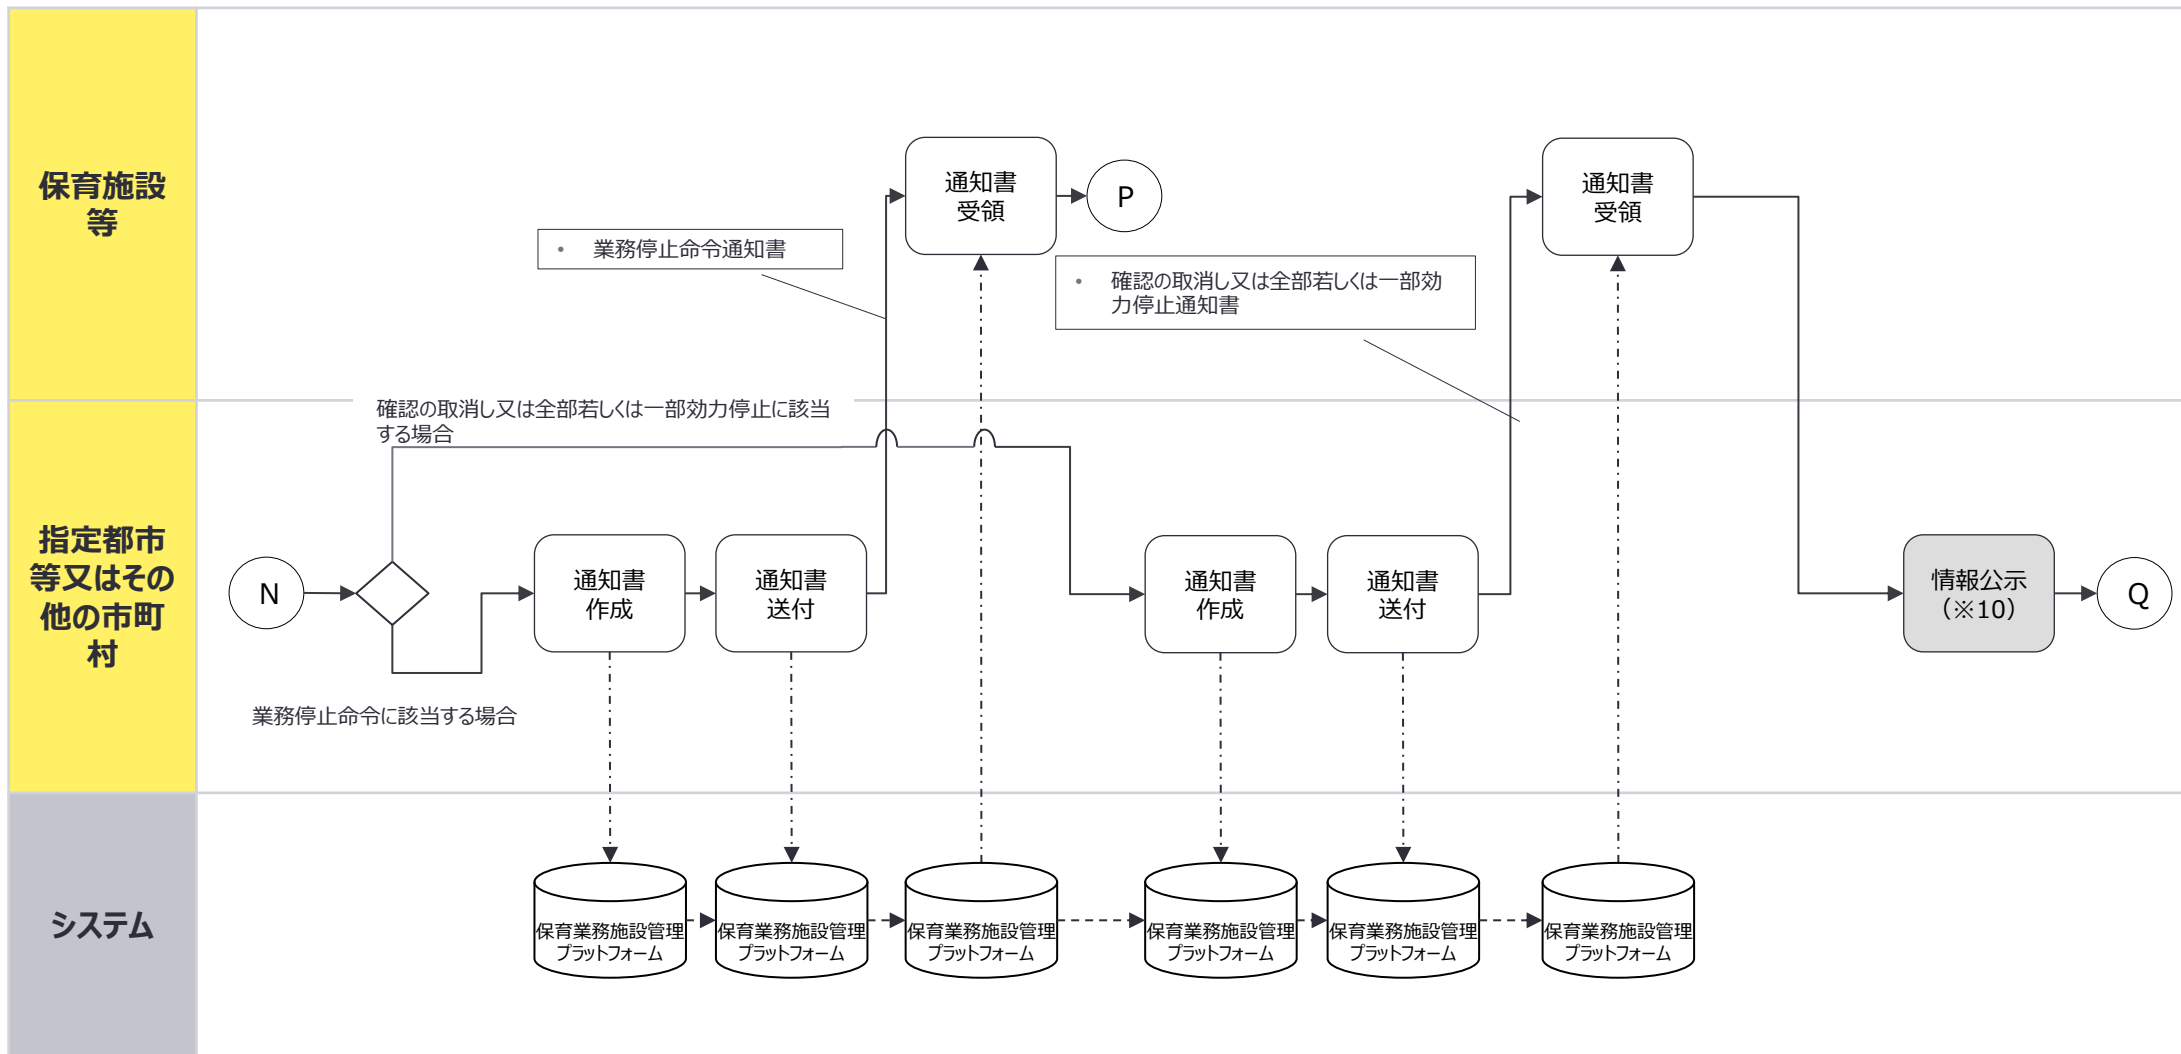 保育施設
等
通知書
受領
P
通知書
受領
• 業務停止命令通知書
• 確認の取消し又は全部若しくは一部効
力停止通知書
確認の取消し又は全部若しくは一部効力停止に該当
する場合
指定都市
等又はその
他の市町
村
N
通知書
作成
通知書
送付
通知書
作成
通知書
送付
情報公示
（※10）
Q
業務停止命令に該当する場合
システム
保育業務施設管理
プラットフォーム
保育業務施設管理
プラットフォーム
保育業務施設管理
プラットフォーム
保育業務施設管理
プラットフォーム
保育業務施設管理
プラットフォーム
保育業務施設管理
プラットフォーム